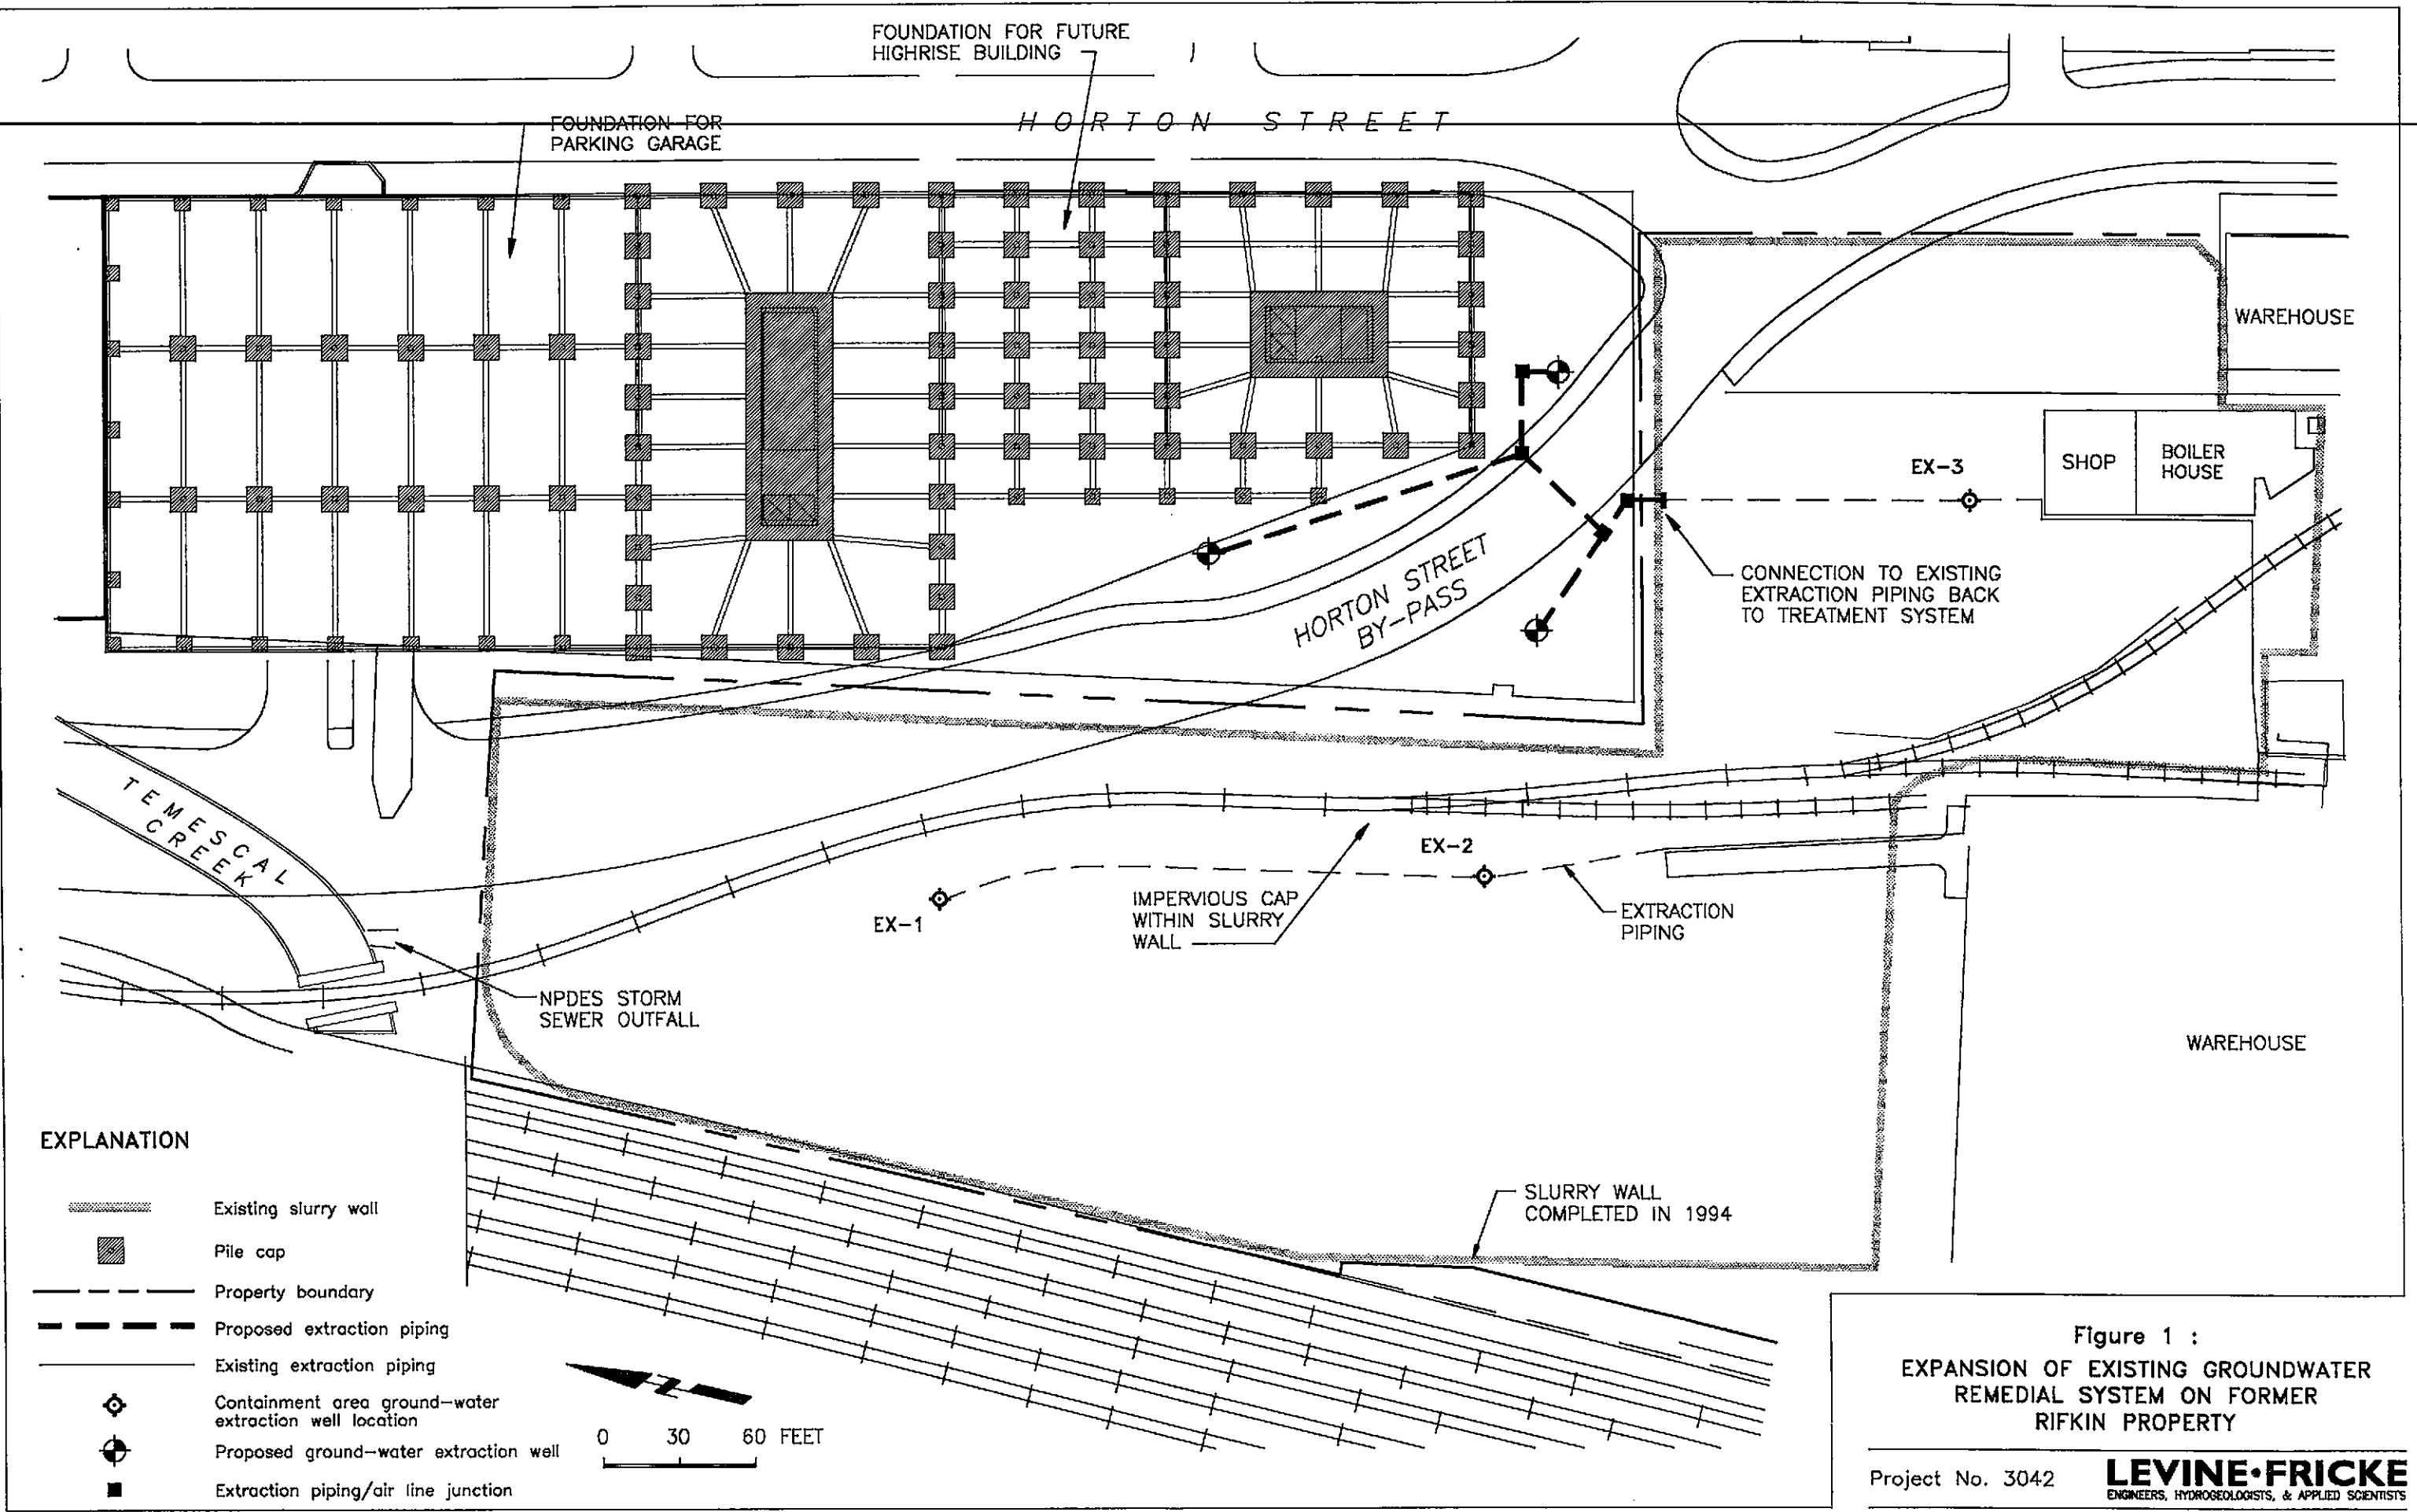 FOUNDATION FOR FUTURE
HIGHRISE BUILDING
HORTON STREET
FOUNDATION FOR
PARKING GARAGE
WAREHOUSE
EX-3
SHOP
BOILER
HOUSE
HORTON STREET
BY-PASS
CONNECTION TO EXISTING
EXTRACTION PIPING BACK
TO TREATMENT SYSTEM
TEMESCAL
CREEK
EX-2
EX-1
IMPERVIOUS CAP
WITHIN SLURRY
WALL
EXTRACTION
PIPING
NPDES STORM
SEWER OUTFALL
WAREHOUSE
SLURRY WALL
COMPLETED IN 1994
EXPLANATION
Existing slurry wall
Pile cap
Property boundary
Proposed extraction piping
Existing extraction piping
Containment area ground-water
extraction well location
Proposed ground-water extraction well
Extraction piping/air line junction
Z
0 30 60 FEET
Figure 1 :
EXPANSION OF EXISTING GROUNDWATER
REMEDIAL SYSTEM ON FORMER
RIFKIN PROPERTY
Project No. 3042
LEVINE•FRICKE
ENGINEERS, HYDROGEOLOGISTS, & APPLIED SCIENTISTS